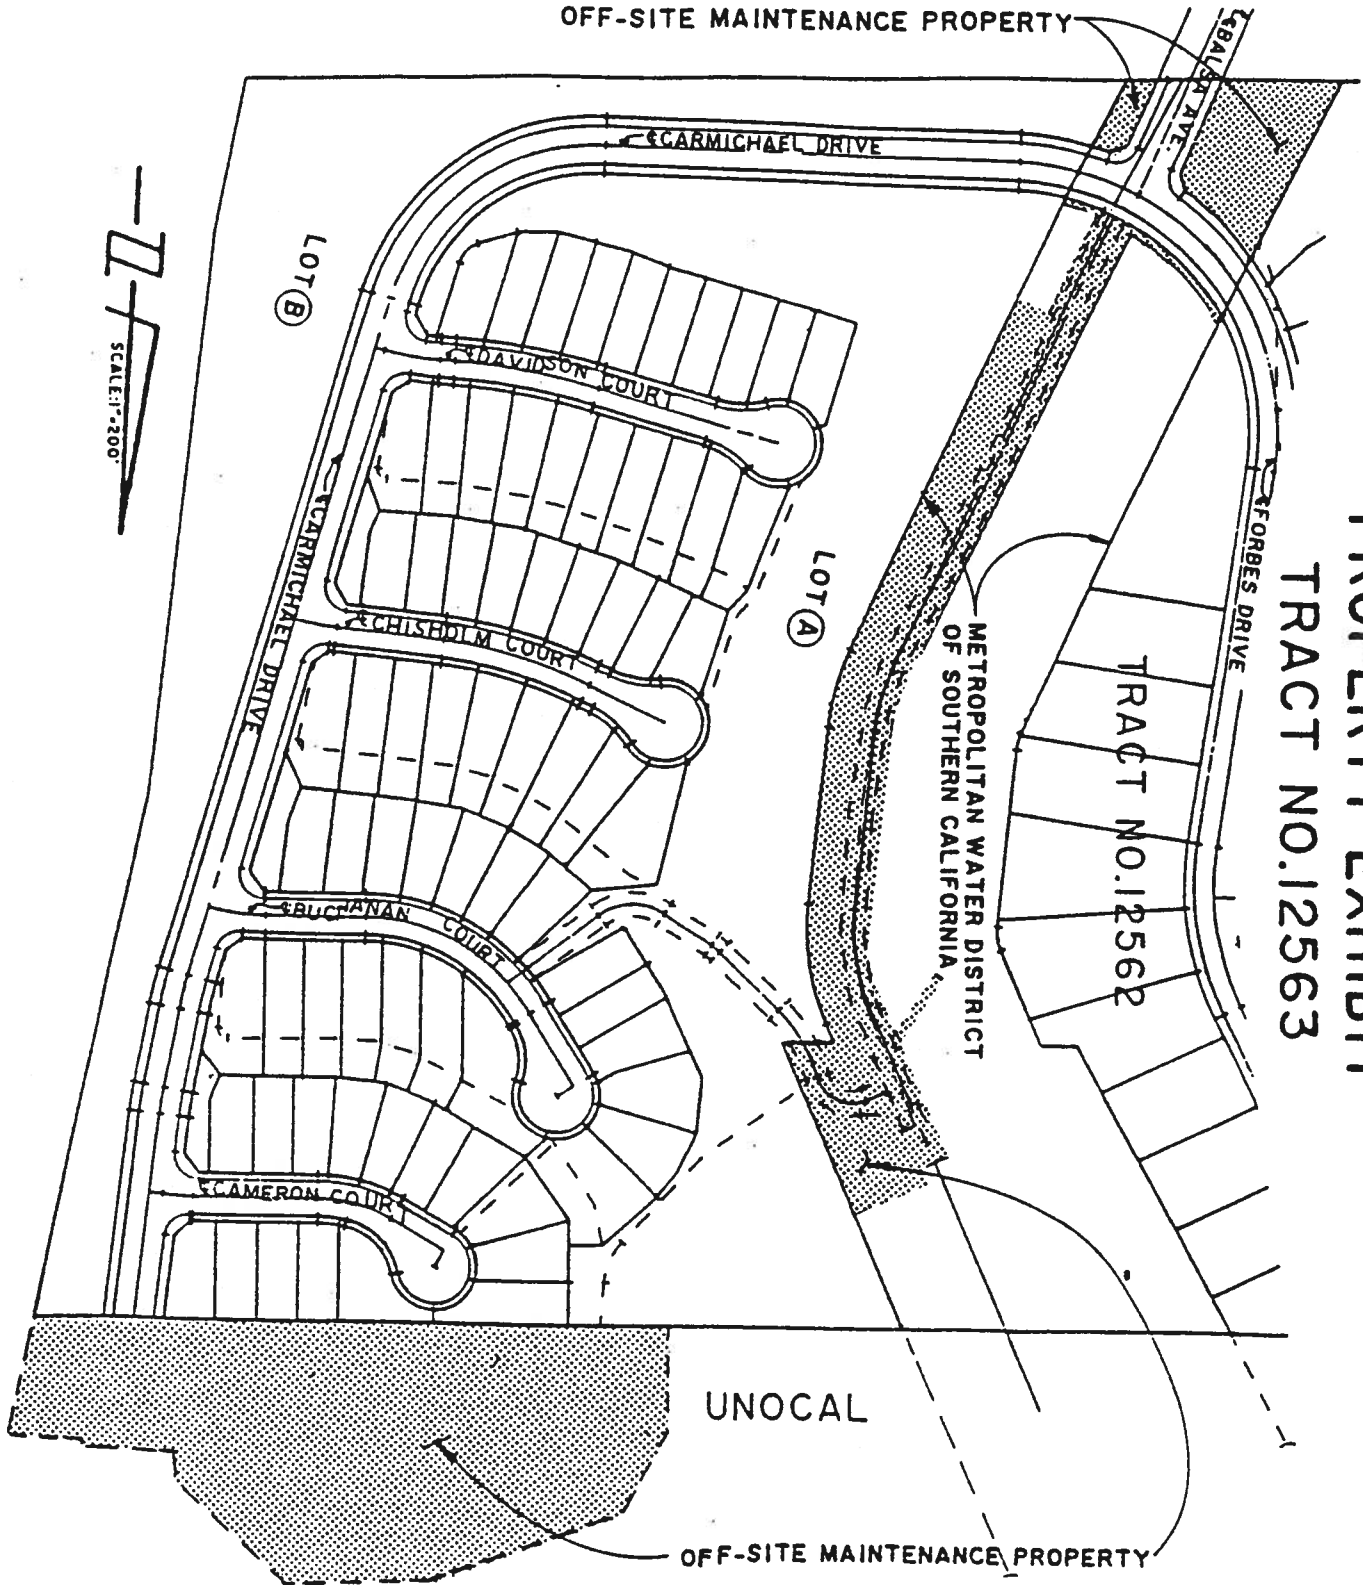 OFF-SITE MAINTENANCE PROPERTY
℄BALSA AVE
℄CARMICHAEL DRIVE
LOT Ⓑ
SCALE:1"=200'
℄DAVIDSON COURT
℄CARMICHAEL DRIVE
℄CHISHOLM COURT
LOT Ⓐ
℄FORBES DRIVE
PROPERTY EXHIBIT
TRACT NO.12563
METROPOLITAN WATER DISTRICT
OF SOUTHERN CALIFORNIA
TRACT NO.12562
℄BUCHANAN COURT
℄CAMERON COURT
UNOCAL
OFF-SITE MAINTENANCE PROPERTY